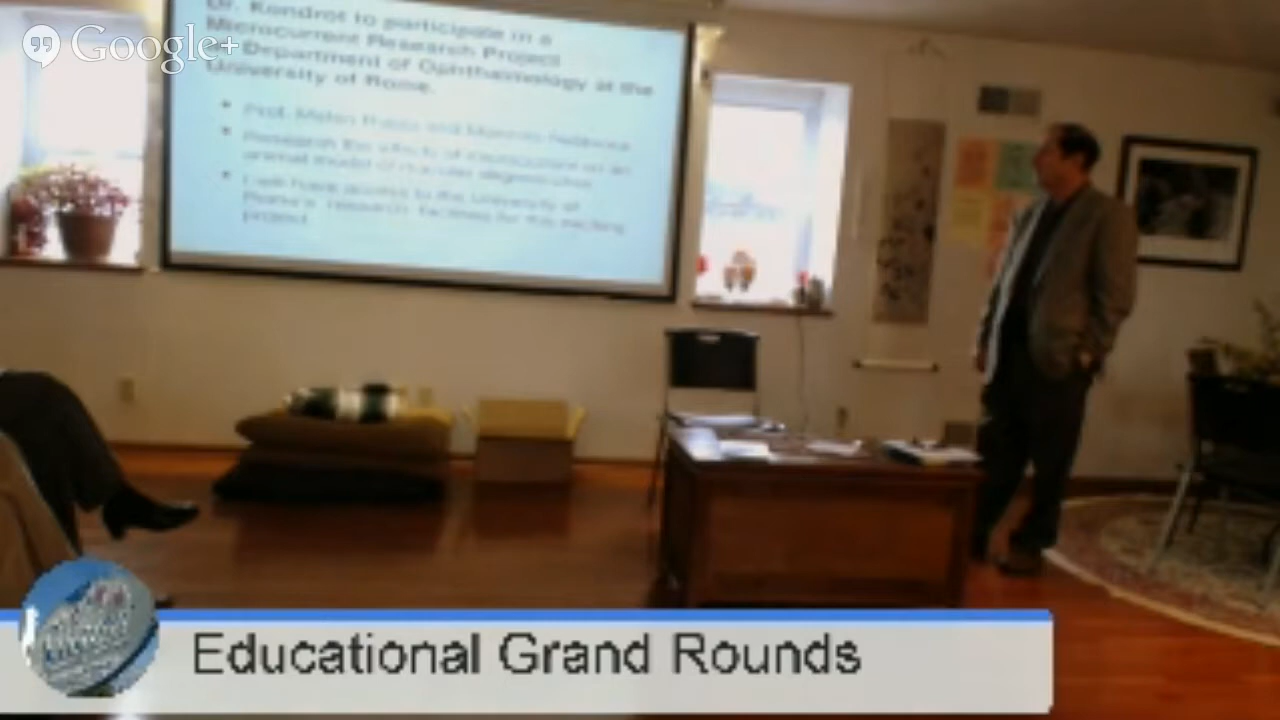 Google+
Dr. Kondrot to participate in a
Microcurrent Research Project
Department of Ophthalmology at the
University of Rome.
Prof.
Research the effects of on an
animal model of macular degeneration
I will have access to the University of
Rome's research facilities for this exciting
project
Educational Grand Rounds